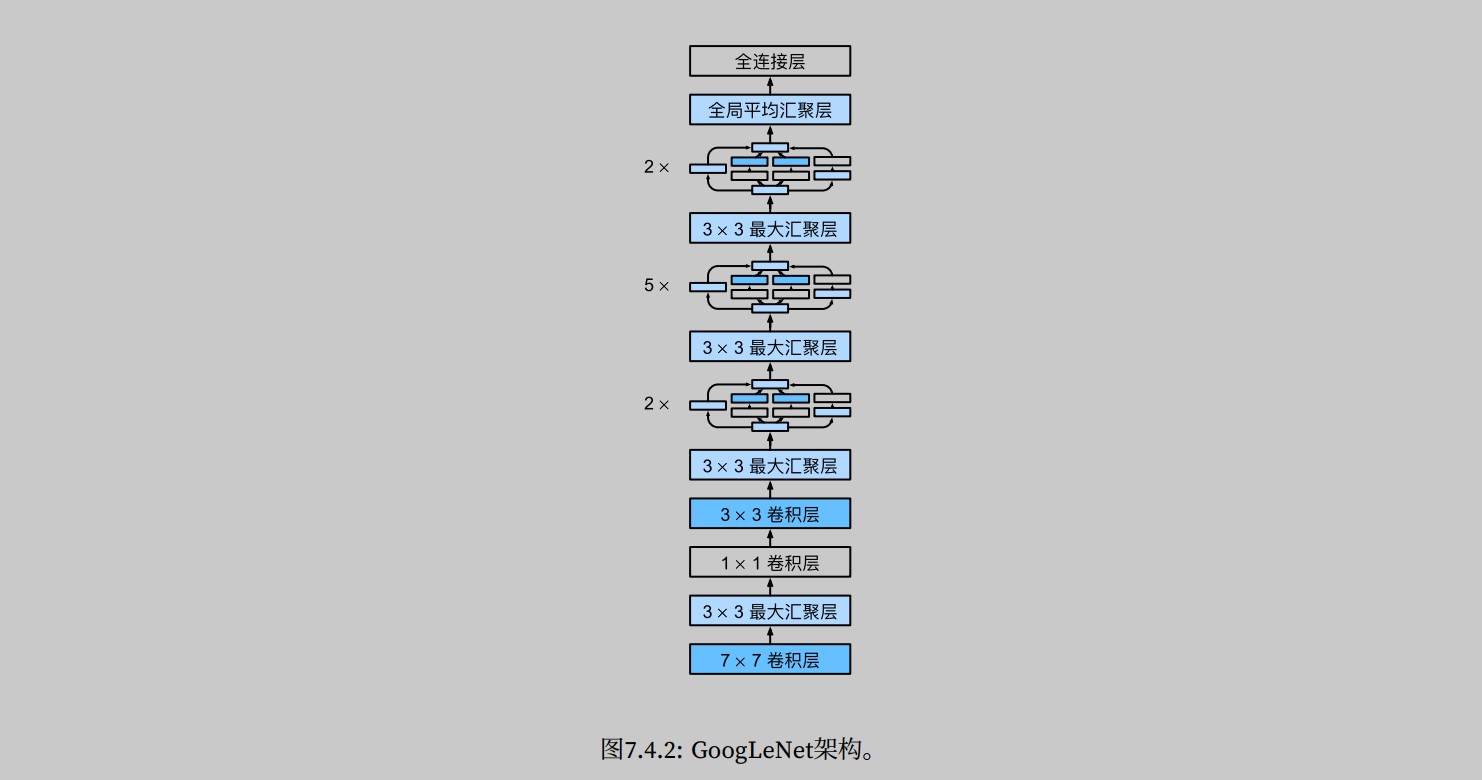 全连接层
全局平均汇聚层
2 ×
3 × 3 最大汇聚层
5 ×
3 × 3 最大汇聚层
2 ×
3 × 3 最大汇聚层
3 × 3 卷积层
1 × 1 卷积层
3 × 3 最大汇聚层
7 × 7 卷积层
图7.4.2: GoogLeNet架构。